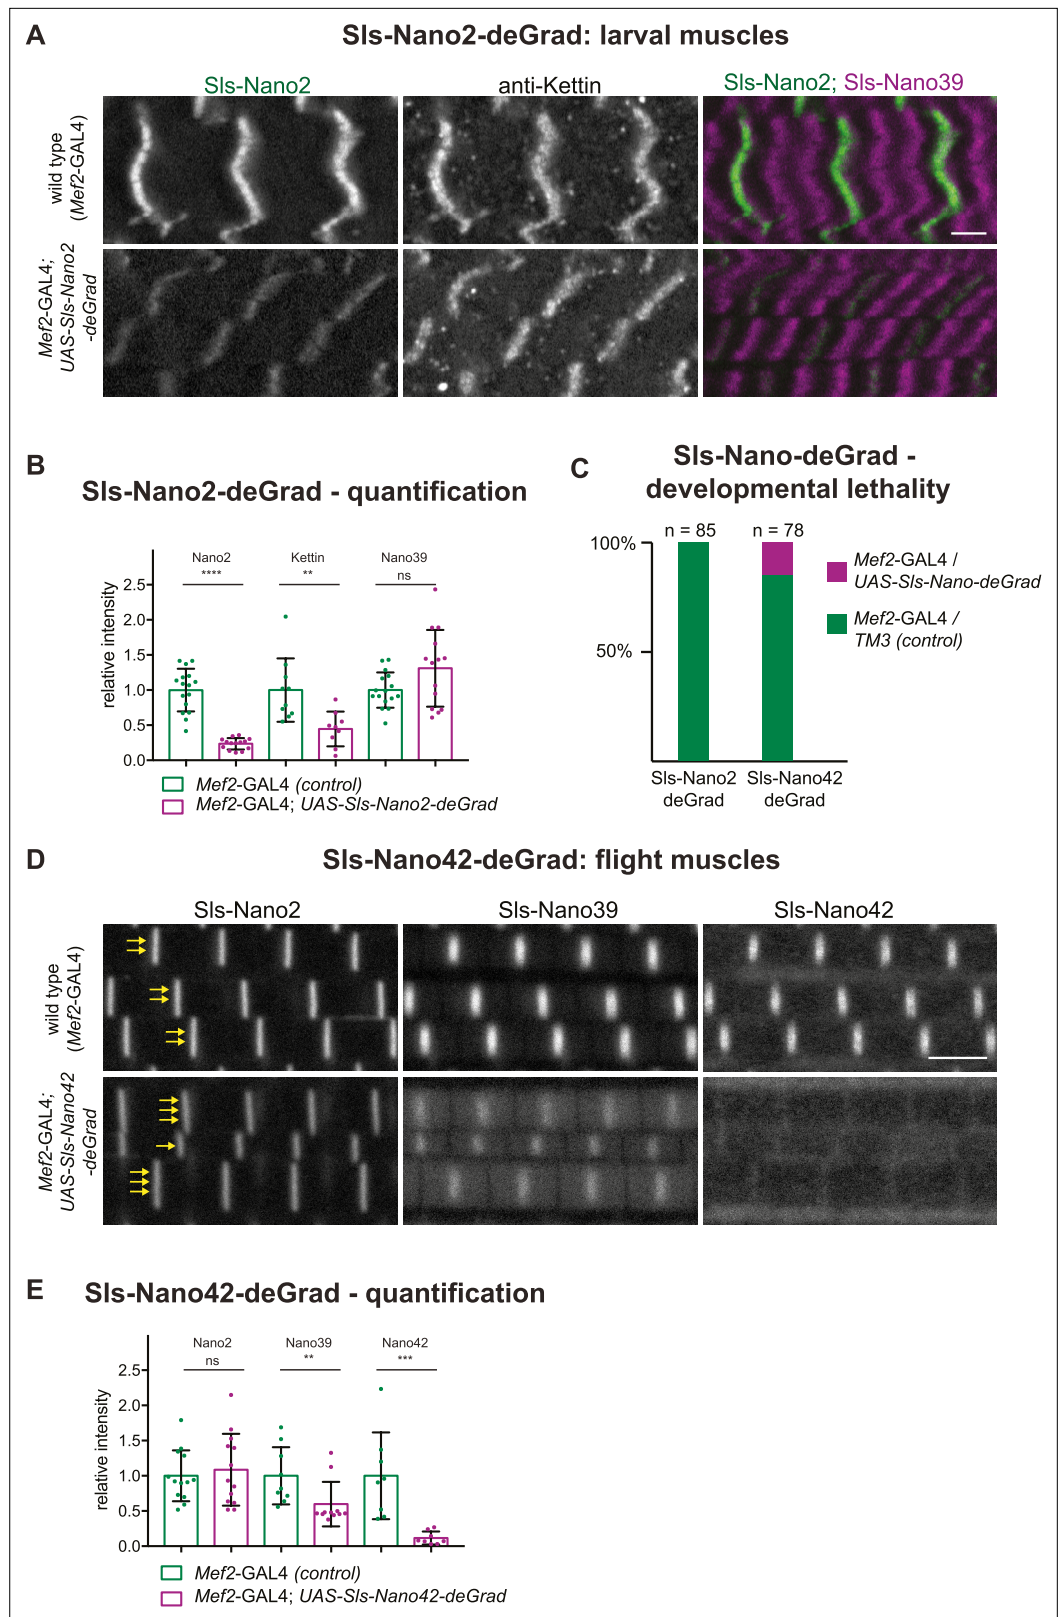 A
Sls-Nano2-deGrad: larval muscles
Sls-Nano2
anti-Kettin
Sls-Nano2; Sls-Nano39
wild type
(Mef2-GAL4)
Mef2-GAL4;
UAS-Sls-Nano2
-deGrad
B
Sls-Nano2-deGrad - quantification
relative intensity
2.5
2.0
1.5
1.0
0.5
0.0
Nano2
****
Kettin
**
Nano39
ns
Mef2-GAL4 (control)
Mef2-GAL4; UAS-Sls-Nano2-deGrad
C
Sls-Nano-deGrad -
developmental lethality
n = 85
n = 78
100%
50%
Sls-Nano2
deGrad
Sls-Nano42
deGrad
Mef2-GAL4 /
UAS-Sls-Nano-deGrad
Mef2-GAL4 /
TM3 (control)
D
Sls-Nano42-deGrad: flight muscles
Sls-Nano2
Sls-Nano39
Sls-Nano42
wild type
(Mef2-GAL4)
Mef2-GAL4;
UAS-Sls-Nano42
-deGrad
E
Sls-Nano42-deGrad - quantification
relative intensity
2.5
2.0
1.5
1.0
0.5
0.0
Nano2
ns
Nano39
**
Nano42
***
Mef2-GAL4 (control)
Mef2-GAL4; UAS-Sls-Nano42-deGrad